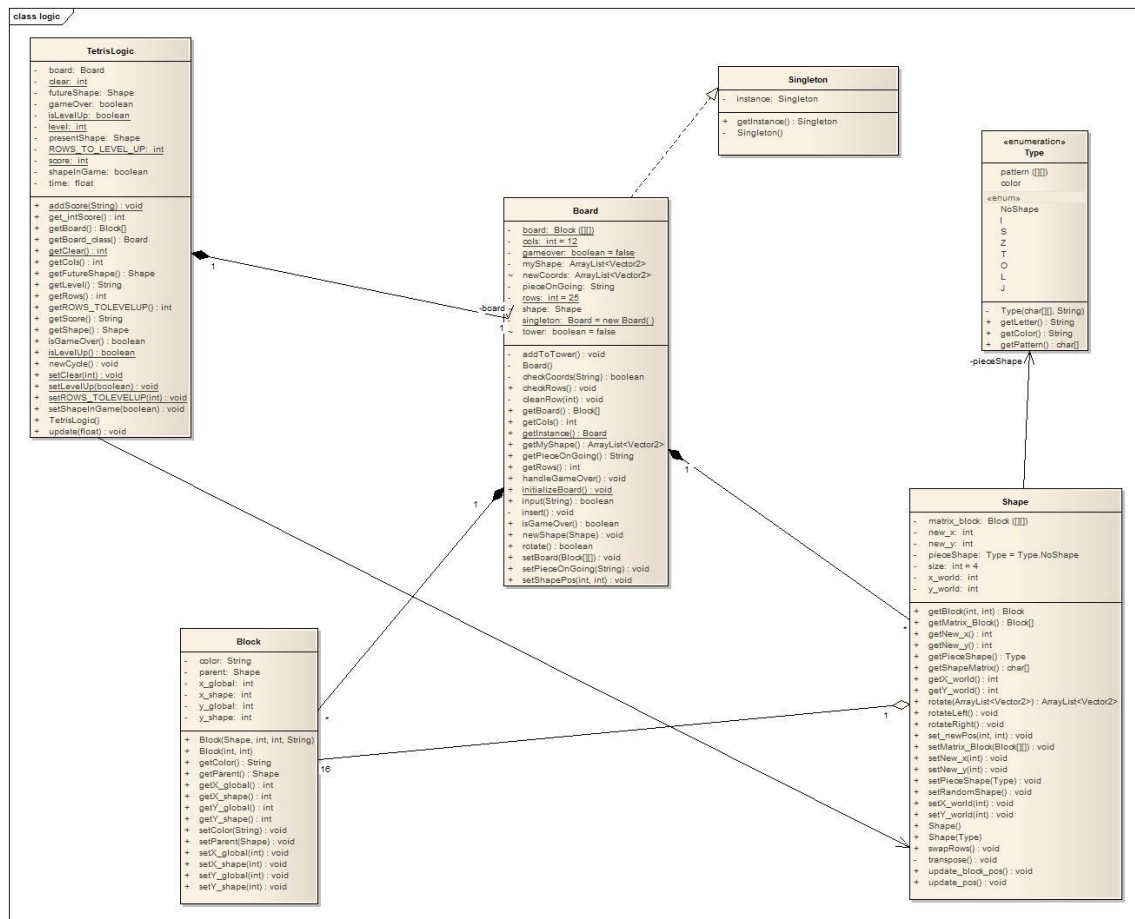 class logic
TetrisLogic
- board: Board
- clear: int
- futureShape: Shape
- gameOver: boolean
- isLevelUp: boolean
- level: int
- presentShape: Shape
- ROWS_TO_LEVEL_UP: int
- score: int
- shapeInGame: boolean
- time: float
+ addScore(String) : void
+ get_intScore() : int
+ getBoard() : Block[]
+ getBoard_class() : Board
+ getClear() : int
+ getCols() : int
+ getFutureShape() : Shape
+ getLevel() : String
+ getRows() : int
+ getROWS_TOLEVELUP() : int
+ getScore() : String
+ getShape() : Shape
+ isGameOver() : boolean
+ isLevelUp() : boolean
+ newCycle() : void
+ setClear(int) : void
+ setLevelUp(boolean) : void
+ setROWS_TOLEVELUP(int) : void
+ setShapeInGame(boolean) : void
+ TetrisLogic()
+ update(float) : void
Singleton
- instance: Singleton
+ getInstance() : Singleton
- Singleton()
«enumeration»
Type
pattern ([][])
color
«enum»
NoShape
I
S
Z
T
O
L
J
- Type(char[][], String)
+ getLetter() : String
+ getColor() : String
+ getPattern() : char[]
-pieceShape
1
-board
1
Board
- board: Block ([][])
- cols: int = 12
- gameover: boolean = false
- myShape: ArrayList<Vector2>
~ newCoords: ArrayList<Vector2>
- pieceOnGoing: String
- rows: int = 25
- shape: Shape
- singleton: Board = new Board( )
~ tower: boolean = false
- addToTower() : void
- Board()
- checkCoords(String) : boolean
+ checkRows() : void
- cleanRow(int) : void
+ getBoard() : Block[]
+ getCols() : int
+ getInstance() : Board
+ getMyShape() : ArrayList<Vector2>
+ getPieceOnGoing() : String
+ getRows() : int
+ handleGameOver() : void
+ initializeBoard() : void
+ input(String) : boolean
- insert() : void
+ isGameOver() : boolean
+ newShape(Shape) : void
+ rotate() : boolean
+ setBoard(Block[][]) : void
+ setPieceOnGoing(String) : void
+ setShapePos(int, int) : void
1
1
*
*
1
16
Block
- color: String
- parent: Shape
- x_global: int
- x_shape: int
- y_global: int
- y_shape: int
+ Block(Shape, int, int, String)
+ Block(int, int)
+ getColor() : String
+ getParent() : Shape
+ getX_global() : int
+ getX_shape() : int
+ getY_global() : int
+ getY_shape() : int
+ setColor(String) : void
+ setParent(Shape) : void
+ setX_global(int) : void
+ setX_shape(int) : void
+ setY_global(int) : void
+ setY_shape(int) : void
Shape
- matrix_block: Block ([][])
- new_x: int
- new_y: int
- pieceShape: Type = Type.NoShape
- size: int = 4
- x_world: int
- y_world: int
+ getBlock(int, int) : Block
+ getMatrix_Block() : Block[]
+ getNew_x() : int
+ getNew_y() : int
+ getPieceShape() : Type
+ getShapeMatrix() : char[]
+ getX_world() : int
+ getY_world() : int
+ rotate(ArrayList<Vector2>) : ArrayList<Vector2>
+ rotateLeft() : void
+ rotateRight() : void
+ set_newPos(int, int) : void
+ setMatrix_Block(Block[][]) : void
+ setNew_x(int) : void
+ setNew_y(int) : void
+ setPieceShape(Type) : void
+ setRandomShape() : void
+ setX_world(int) : void
+ setY_world(int) : void
+ Shape()
+ Shape(Type)
+ swapRows() : void
- transpose() : void
+ update_block_pos() : void
+ update_pos() : void